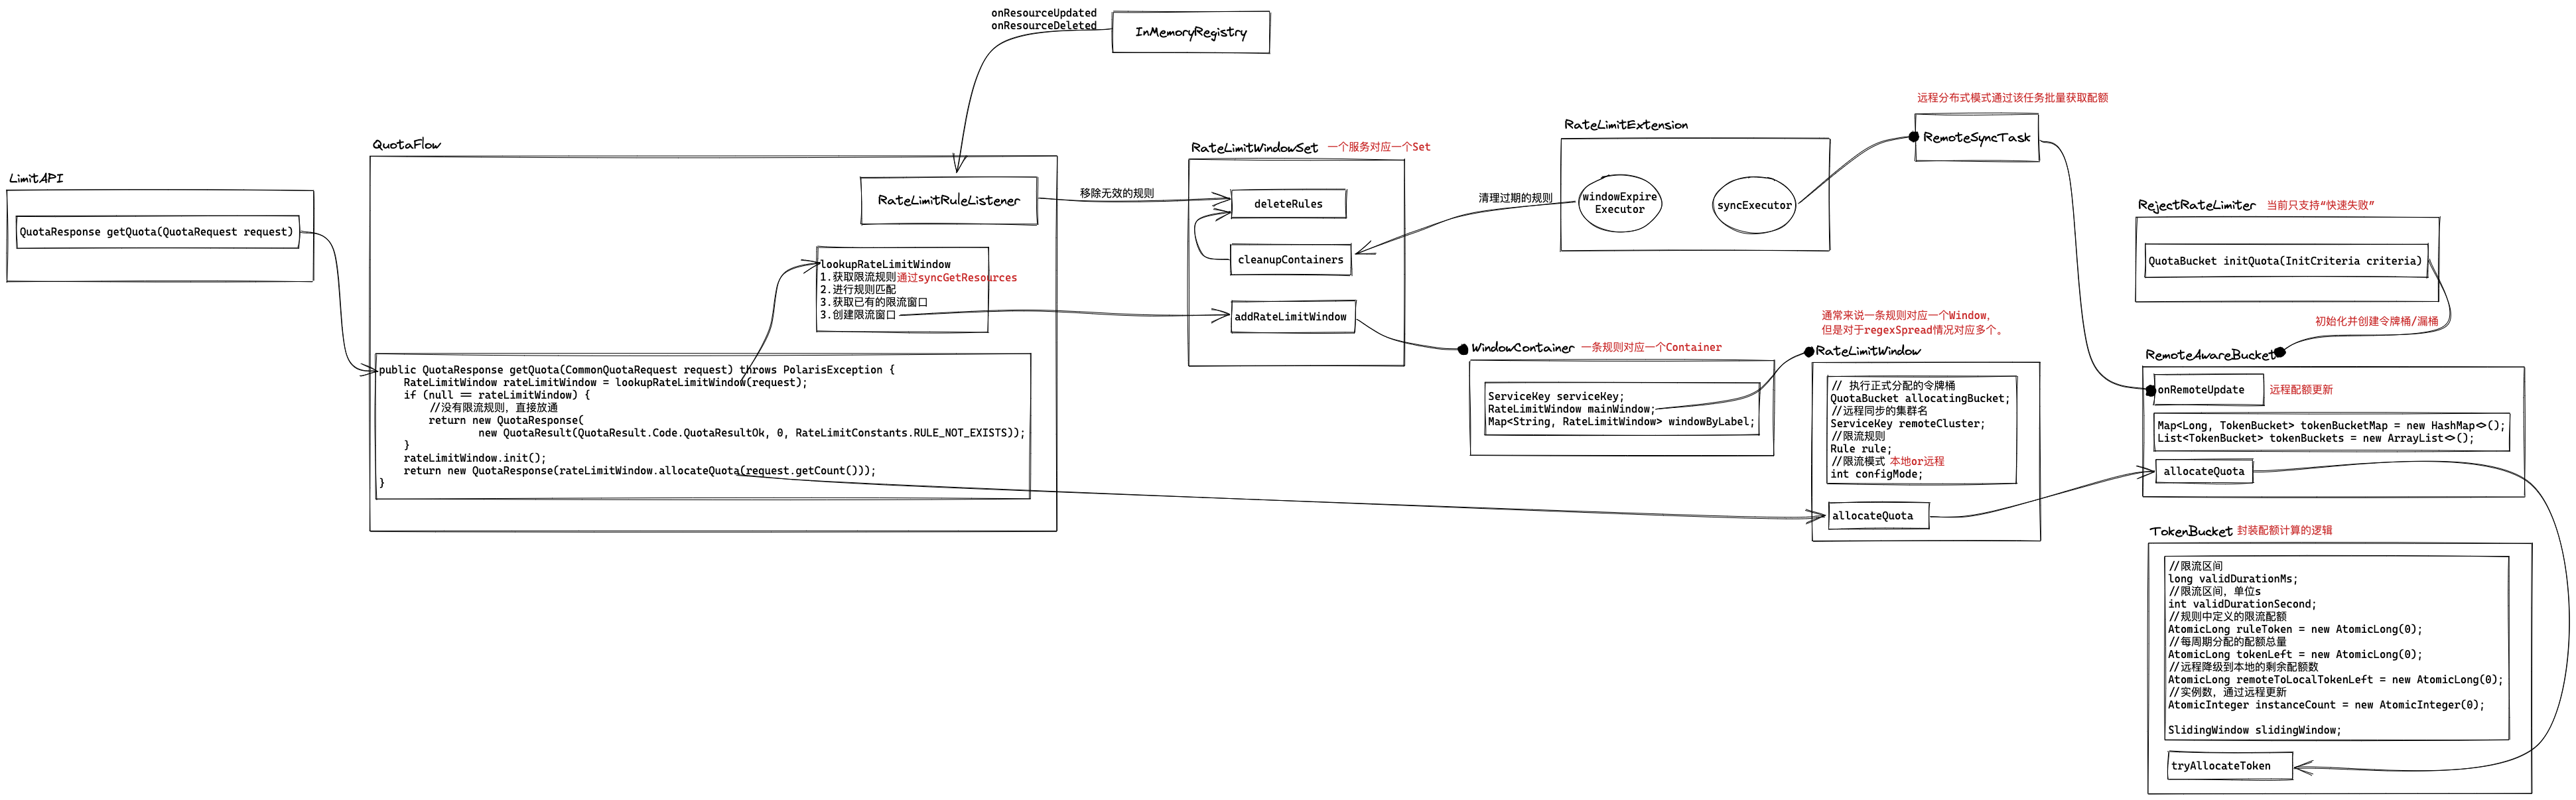 onResourceUpdated
onResourceDeleted
InMemoryRegistry
LimitAPI
QuotaResponse getQuota(QuotaRequest request)
QuotaFlow
RateLimitRuleListener
移除无效的规则
lookupRateLimitWindow
1.获取限流规则通过syncGetResources
2.进行规则匹配
3.获取已有的限流窗口
3.创建限流窗口
public QuotaResponse getQuota(CommonQuotaRequest request) throws PolarisException {
RateLimitWindow rateLimitWindow = lookupRateLimitWindow(request);
if (null == rateLimitWindow) {
//没有限流规则，直接放通
return new QuotaResponse(
new QuotaResult(QuotaResult.Code.QuotaResultOk, 0, RateLimitConstants.RULE_NOT_EXISTS));
}
rateLimitWindow.init();
return new QuotaResponse(rateLimitWindow.allocateQuota(request.getCount()));
}
RateLimitWindowSet 一个服务对应一个Set
deleteRules
cleanupContainers
addRateLimitWindow
清理过期的规则
RateLimitExtension
windowExpire
Executor
syncExecutor
远程分布式模式通过该任务批量获取配额
RemoteSyncTask
WindowContainer 一条规则对应一个Container
ServiceKey serviceKey;
RateLimitWindow mainWindow;
Map<String, RateLimitWindow> windowByLabel;
通常来说一条规则对应一个Window，
但是对于regexSpread情况对应多个。
RateLimitWindow
// 执行正式分配的令牌桶
QuotaBucket allocatingBucket;
//远程同步的集群名
ServiceKey remoteCluster;
//限流规则
Rule rule;
//限流模式 本地or远程
int configMode;
allocateQuota
RejectRateLimiter 当前只支持“快速失败”
QuotaBucket initQuota(InitCriteria criteria)
初始化并创建令牌桶/漏桶
RemoteAwareBucket
onRemoteUpdate 远程配额更新
Map<Long, TokenBucket> tokenBucketMap = new HashMap<>();
List<TokenBucket> tokenBuckets = new ArrayList<>();
allocateQuota
TokenBucket 封装配额计算的逻辑
//限流区间
long validDurationMs;
//限流区间，单位s
int validDurationSecond;
//规则中定义的限流配额
AtomicLong ruleToken = new AtomicLong(0);
//每周期分配的配额总量
AtomicLong tokenLeft = new AtomicLong(0);
//远程降级到本地的剩余配额数
AtomicLong remoteToLocalTokenLeft = new AtomicLong(0);
//实例数，通过远程更新
AtomicInteger instanceCount = new AtomicInteger(0);
SlidingWindow slidingWindow;
tryAllocateToken